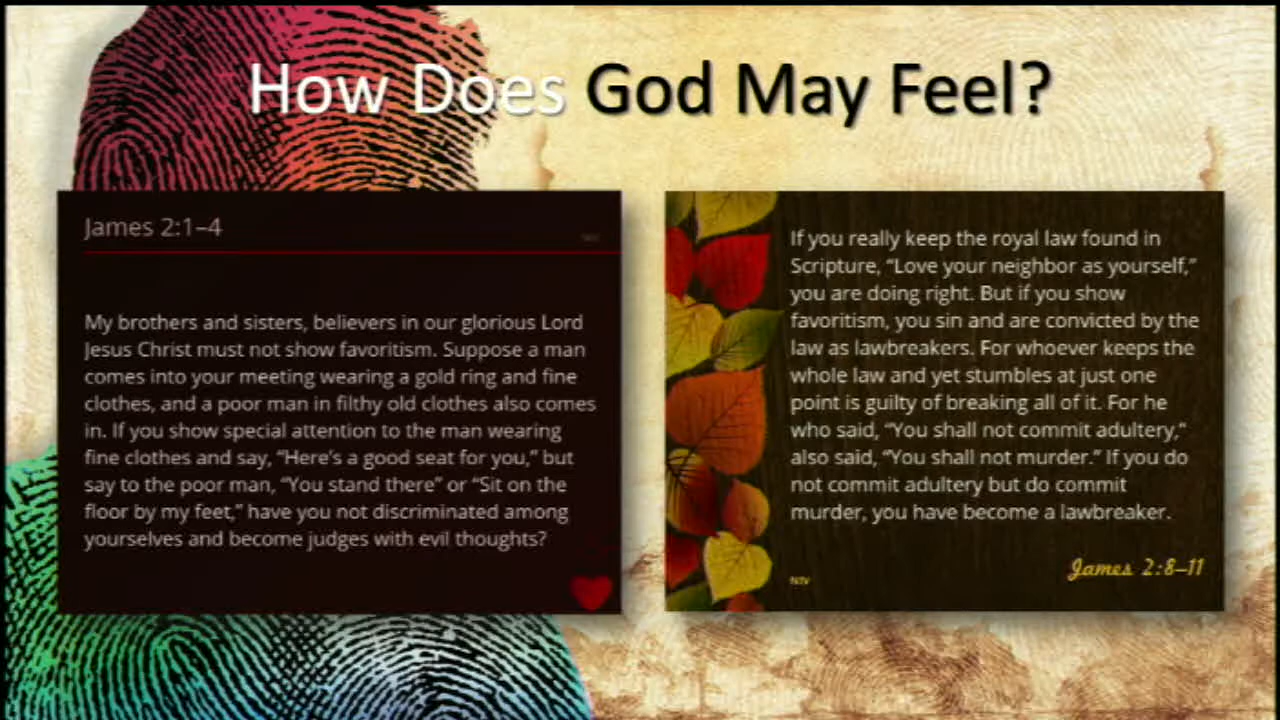 How Does God May Feel?
James 2:1–4
My brothers and sisters, believers in our glorious Lord
Jesus Christ must not show favoritism. Suppose a man
comes into your meeting wearing a gold ring and fine
clothes, and a poor man in filthy old clothes also comes
in. If you show special attention to the man wearing
fine clothes and say, “Here’s a good seat for you,” but
say to the poor man, “You stand there” or “Sit on the
floor by my feet,” have you not discriminated among
yourselves and become judges with evil thoughts?
If you really keep the royal law found in
Scripture, “Love your neighbor as yourself,”
you are doing right. But if you show
favoritism, you sin and are convicted by the
law as lawbreakers. For whoever keeps the
whole law and yet stumbles at just one
point is guilty of breaking all of it. For he
who said, “You shall not commit adultery,”
also said, “You shall not murder.” If you do
not commit adultery but do commit
murder, you have become a lawbreaker.
James 2:8–11
NIV